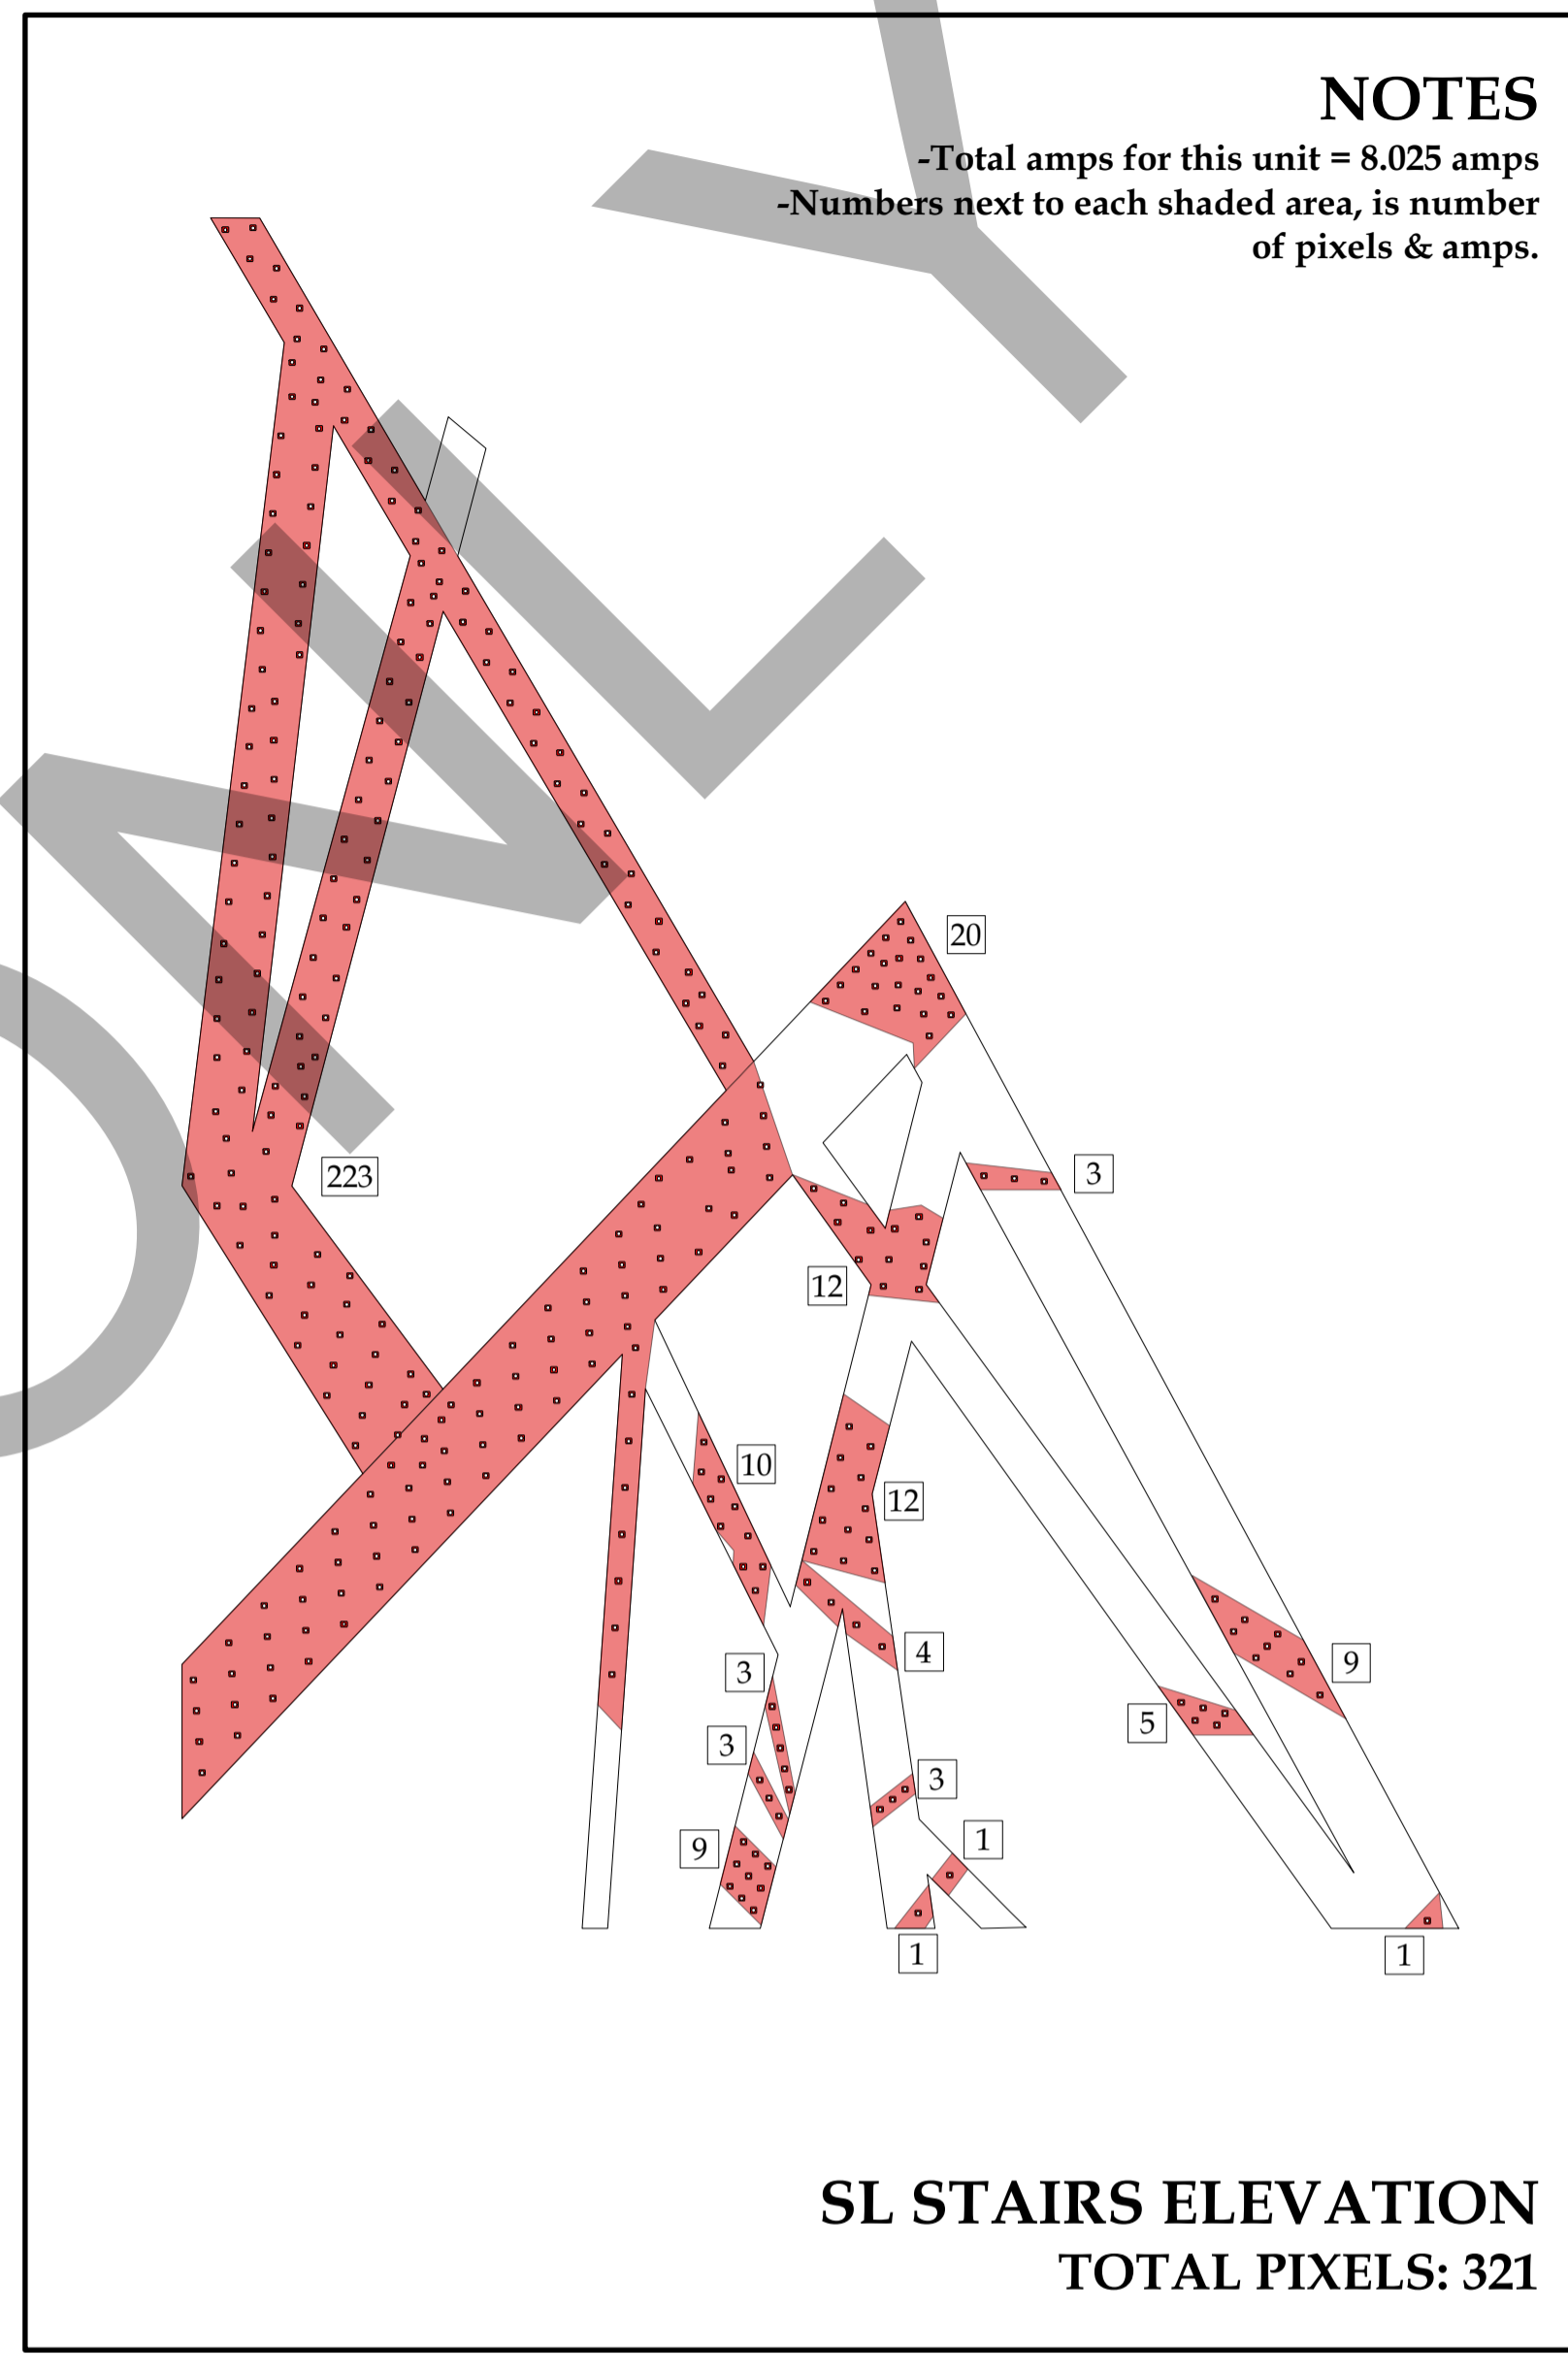 NOTES
-Total amps for this unit = 8.025 amps
-Numbers next to each shaded area, is number
of pixels & amps.
20
3
223
12
10
12
4
9
3
5
3
3
9
1
1
1
SL STAIRS ELEVATION
TOTAL PIXELS: 321